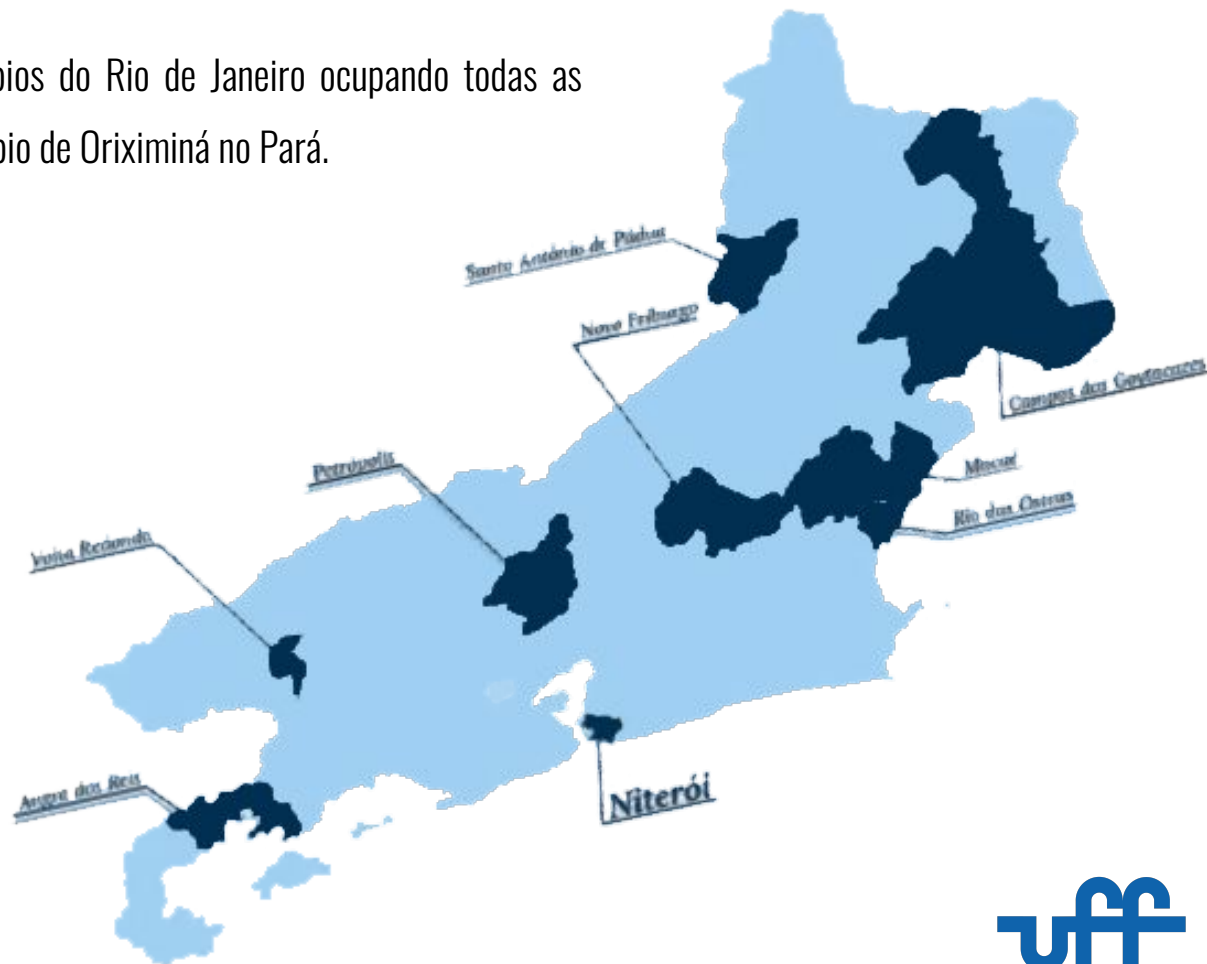 pios do Rio de Janeiro ocupando todas as
pio de Oriximiná no Pará.
Santo Antônio de Pádua
Nova Friburgo
Campos dos Goytacazes
Petrópolis
Macaé
Rio das Ostras
Volta Redonda
Niterói
Angra dos Reis
uff